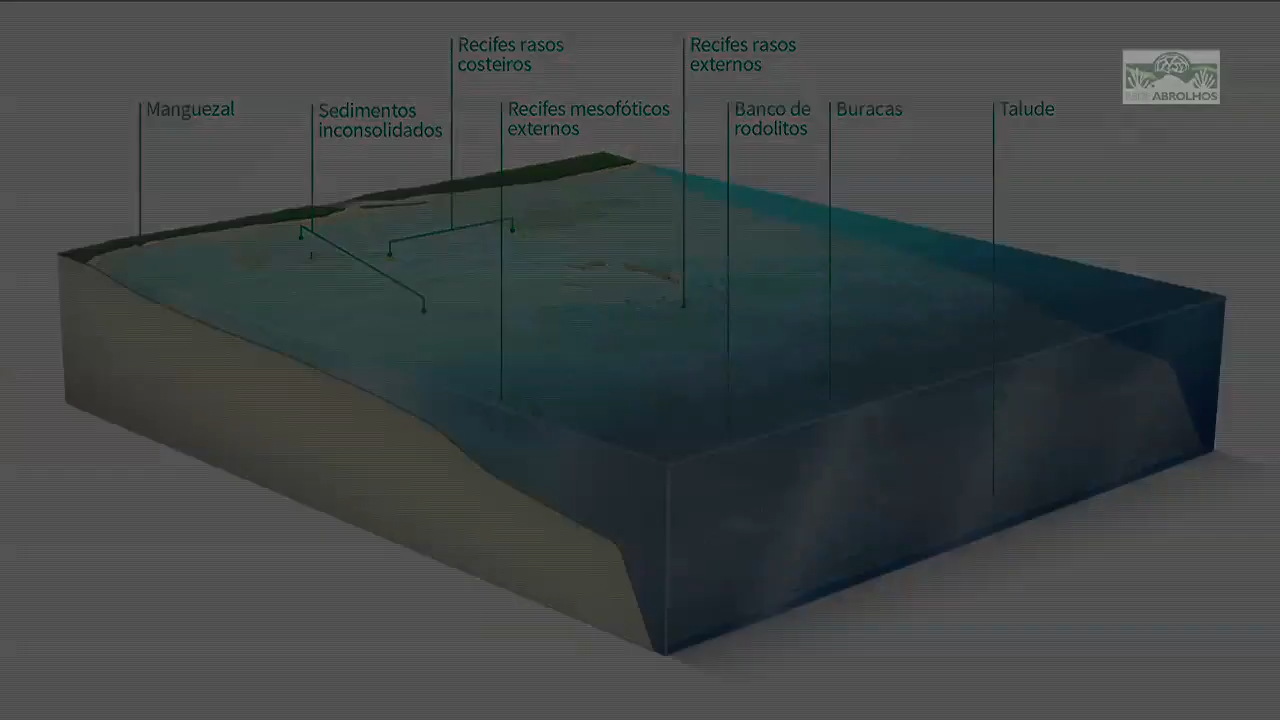 Recifes rasos
costeiros
Recifes rasos
externos
Manguezal
Sedimentos
inconsolidados
Recifes mesofóticos
externos
Banco de
rodolitos
Buracas
Talude
ABROLHOS